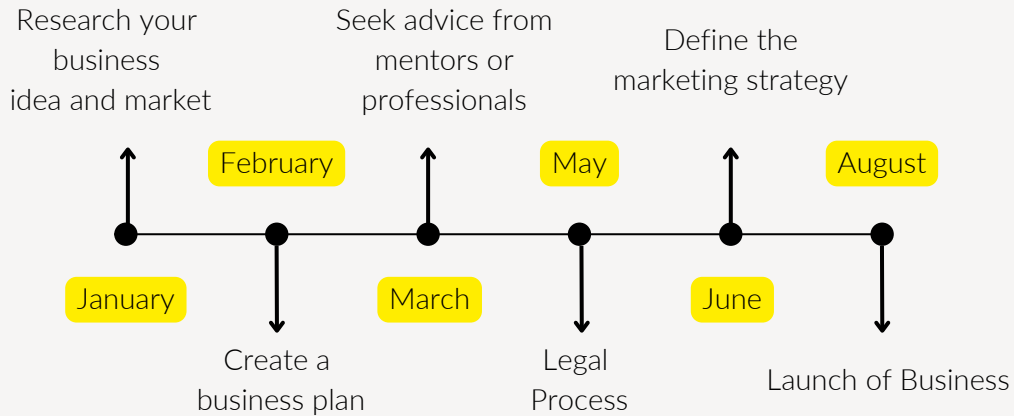 Research your
business
idea and market
Seek advice from
mentors or
professionals
Define the
marketing strategy
February
May
August
January
March
June
Create a
business plan
Legal
Process
Launch of Business